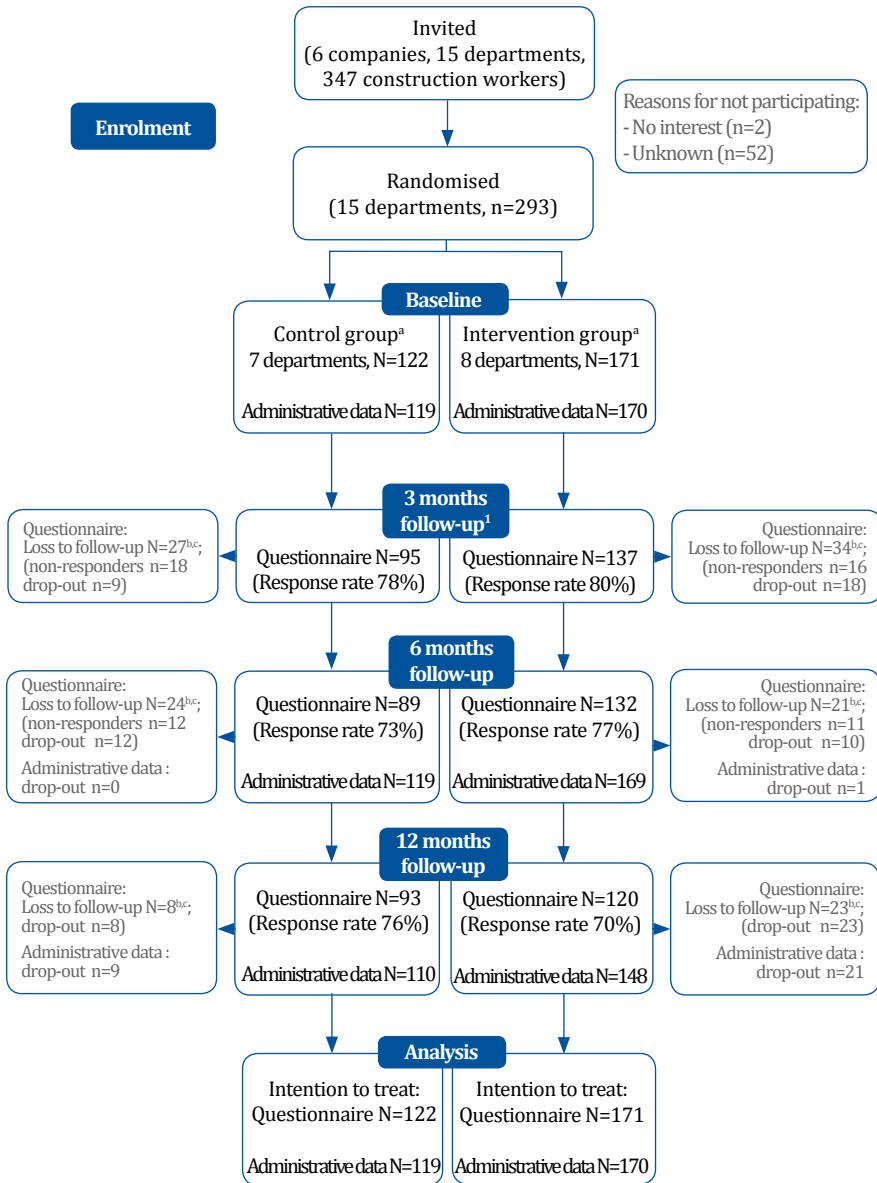 Invited
(6 companies, 15 departments,
347 construction workers)
Enrolment
Reasons for not participating:
- No interest (n=2)
- Unknown (n=52)
Randomised
(15 departments, n=293)
Baseline
Control groupᵃ
7 departments, N=122
Administrative data N=119
Intervention groupᵃ
8 departments, N=171
Administrative data N=170
3 months
follow-up¹
Questionnaire:
Loss to follow-up N=27ᵇ,ᶜ;
(non-responders n=18
drop-out n=9)
Questionnaire N=95
(Response rate 78%)
Questionnaire N=137
(Response rate 80%)
Questionnaire:
Loss to follow-up N=34ᵇ,ᶜ;
(non-responders n=16
drop-out n=18)
6 months
follow-up
Questionnaire:
Loss to follow-up N=24ᵇ,ᶜ;
(non-responders n=12
drop-out n=12)
Administrative data :
drop-out n=0
Questionnaire N=89
(Response rate 73%)
Administrative data N=119
Questionnaire N=132
(Response rate 77%)
Administrative data N=169
Questionnaire:
Loss to follow-up N=21ᵇ,ᶜ;
(non-responders n=11
drop-out n=10)
Administrative data :
drop-out n=1
12 months
follow-up
Questionnaire:
Loss to follow-up N=8ᵇ,ᶜ;
drop-out n=8)
Administrative data :
drop-out n=9
Questionnaire N=93
(Response rate 76%)
Administrative data N=110
Questionnaire N=120
(Response rate 70%)
Administrative data N=148
Questionnaire:
Loss to follow-up N=23ᵇ,ᶜ;
(drop-out n=23)
Administrative data :
drop-out n=21
Analysis
Intention to treat:
Questionnaire N=122
Administrative data N=119
Intention to treat:
Questionnaire N=171
Administrative data N=170